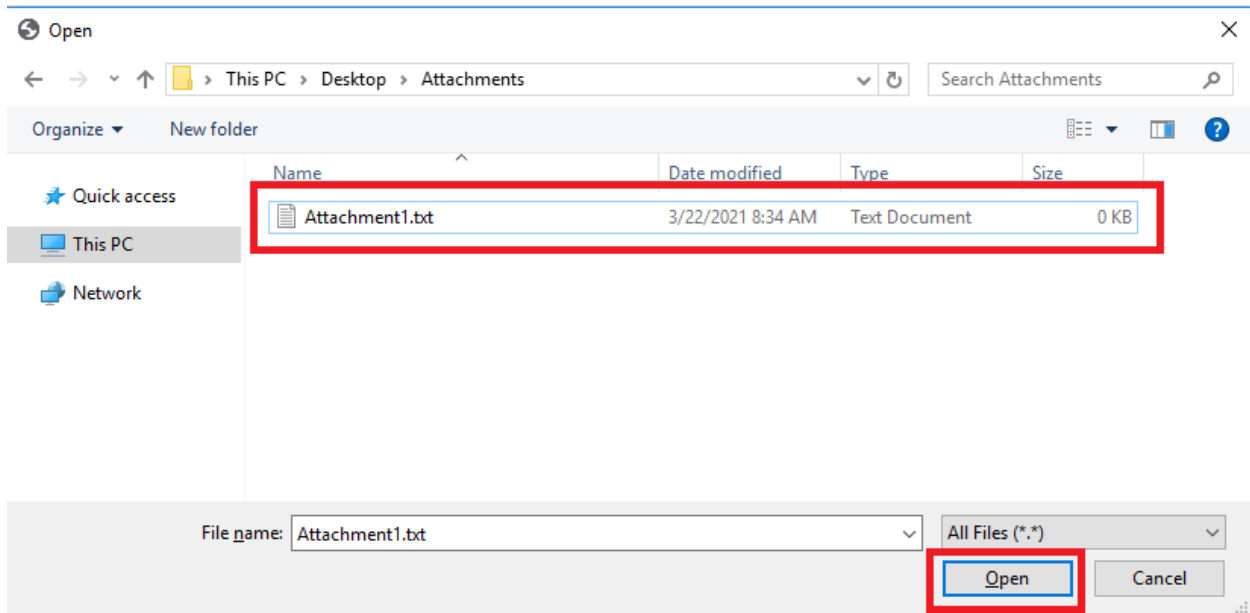 Open
This PC > Desktop > Attachments
Search Attachments
Organize
New folder
Name
Date modified
Type
Size
Quick access
Attachment1.txt
3/22/2021 8:34 AM
Text Document
0 KB
This PC
Network
File name:
Attachment1.txt
All Files (*.*)
Open
Cancel